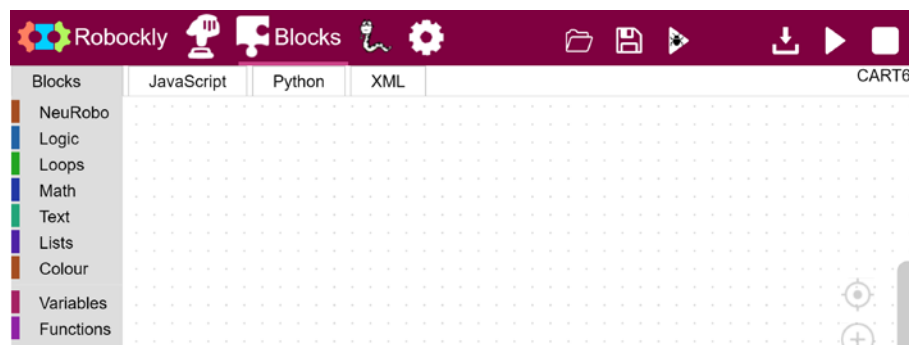 Robockly Blocks
Blocks JavaScript Python XML CART6
NeuRobo
Logic
Loops
Math
Text
Lists
Colour
Variables
Functions